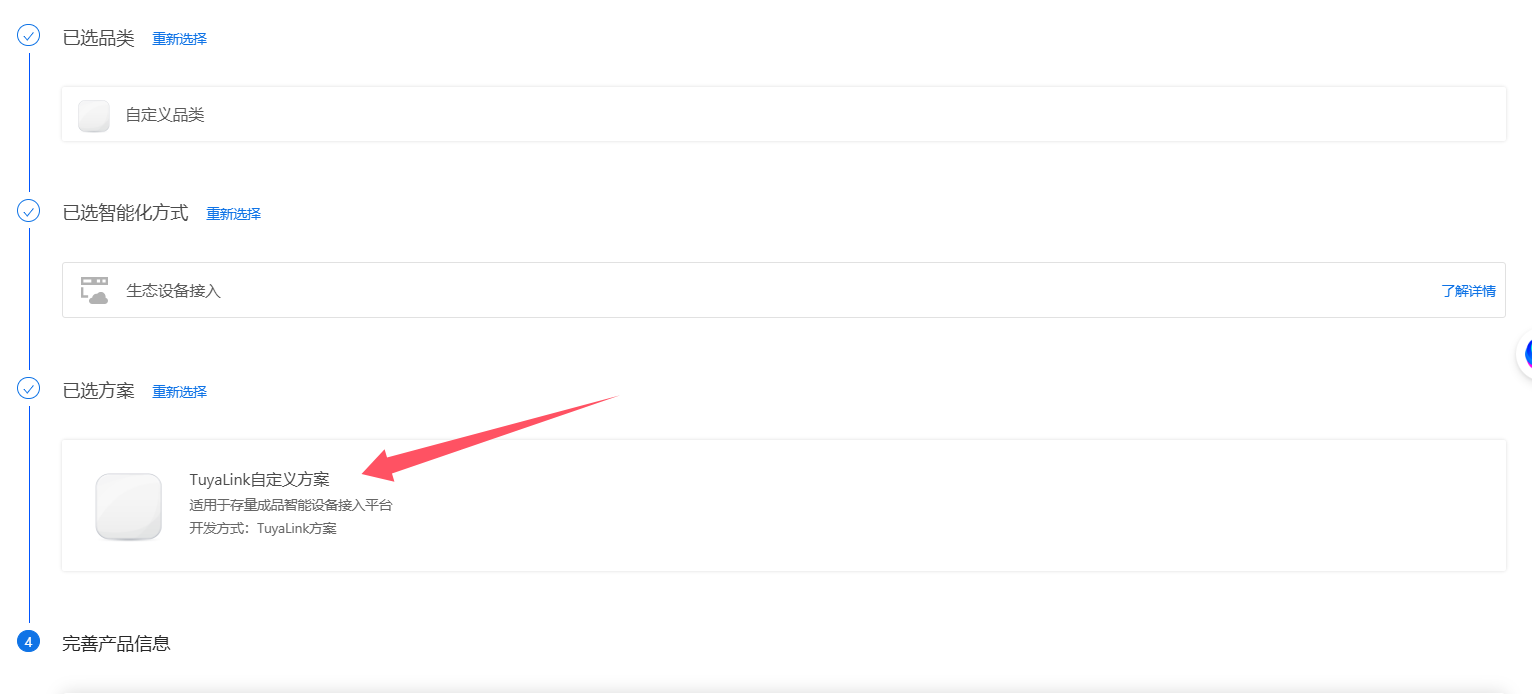 已选品类 重新选择
自定义品类
已选智能化方式 重新选择
生态设备接入 了解详情
已选方案 重新选择
TuyaLink自定义方案
适用于存量成品智能设备接入平台
开发方式：TuyaLink方案
4 完善产品信息